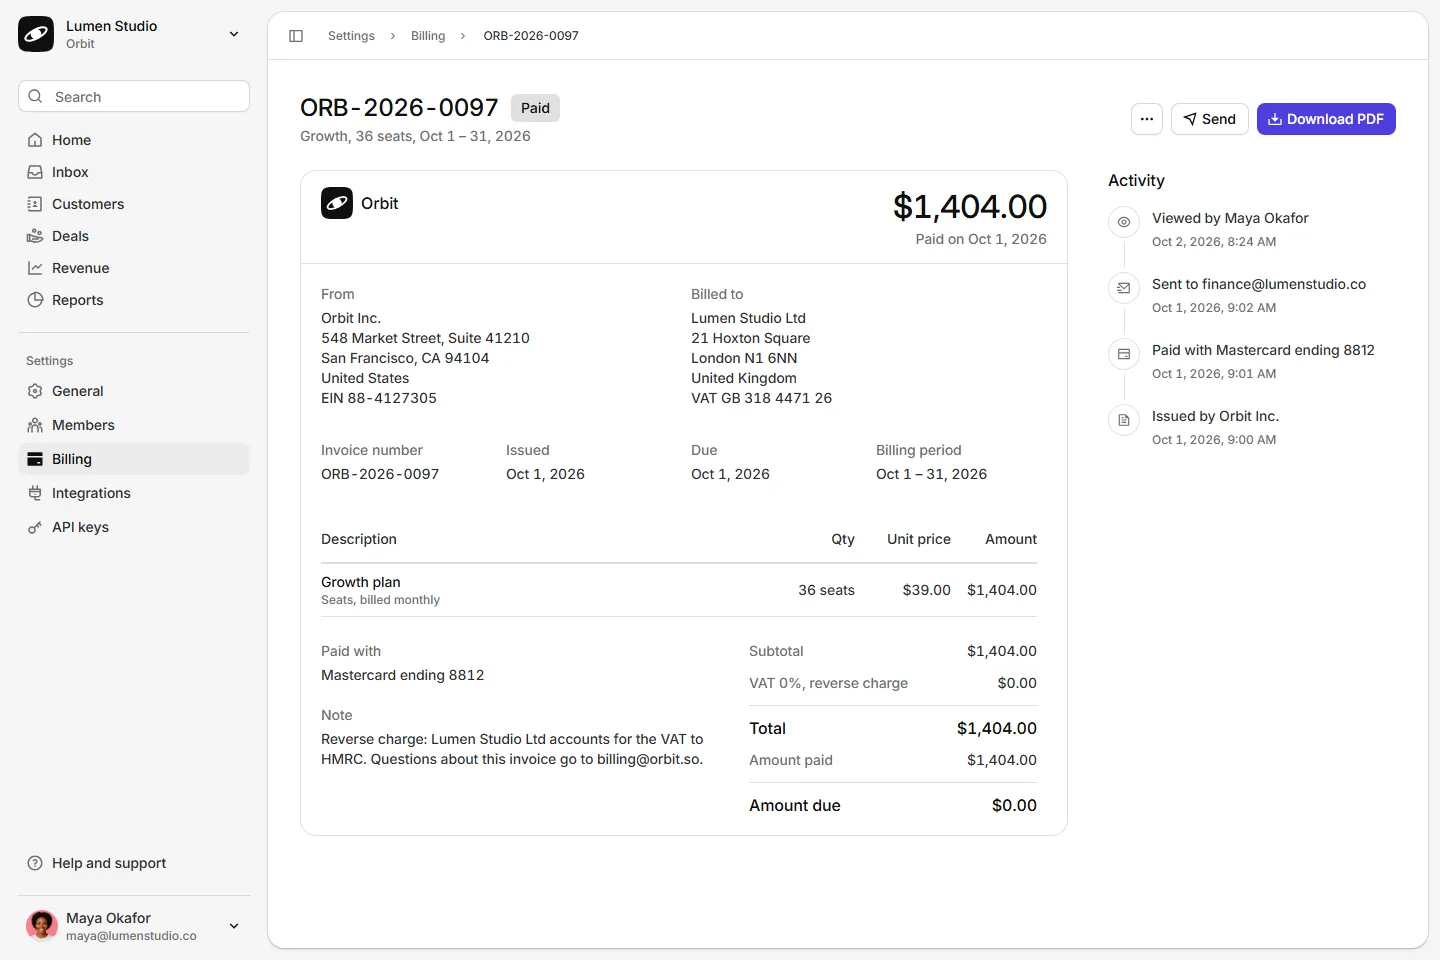 Lumen Studio
Orbit
Search
Home
Inbox
Customers
Deals
Revenue
Reports
Settings
General
Members
Billing
Integrations
API keys
Help and support
Maya Okafor
maya@lumenstudio.co
Settings › Billing › ORB-2026-0097
ORB-2026-0097 Paid
Growth, 36 seats, Oct 1 – 31, 2026
Send
Download PDF
Orbit
$1,404.00
Paid on Oct 1, 2026
From
Orbit Inc.
548 Market Street, Suite 41210
San Francisco, CA 94104
United States
EIN 88-4127305
Billed to
Lumen Studio Ltd
21 Hoxton Square
London N1 6NN
United Kingdom
VAT GB 318 4471 26
Invoice number
ORB-2026-0097
Issued
Oct 1, 2026
Due
Oct 1, 2026
Billing period
Oct 1 – 31, 2026
Description Qty Unit price Amount
Growth plan
Seats, billed monthly
36 seats $39.00 $1,404.00
Paid with
Mastercard ending 8812
Note
Reverse charge: Lumen Studio Ltd accounts for the VAT to
HMRC. Questions about this invoice go to billing@orbit.so.
Subtotal $1,404.00
VAT 0%, reverse charge $0.00
Total $1,404.00
Amount paid $1,404.00
Amount due $0.00
Activity
Viewed by Maya Okafor
Oct 2, 2026, 8:24 AM
Sent to finance@lumenstudio.co
Oct 1, 2026, 9:02 AM
Paid with Mastercard ending 8812
Oct 1, 2026, 9:01 AM
Issued by Orbit Inc.
Oct 1, 2026, 9:00 AM